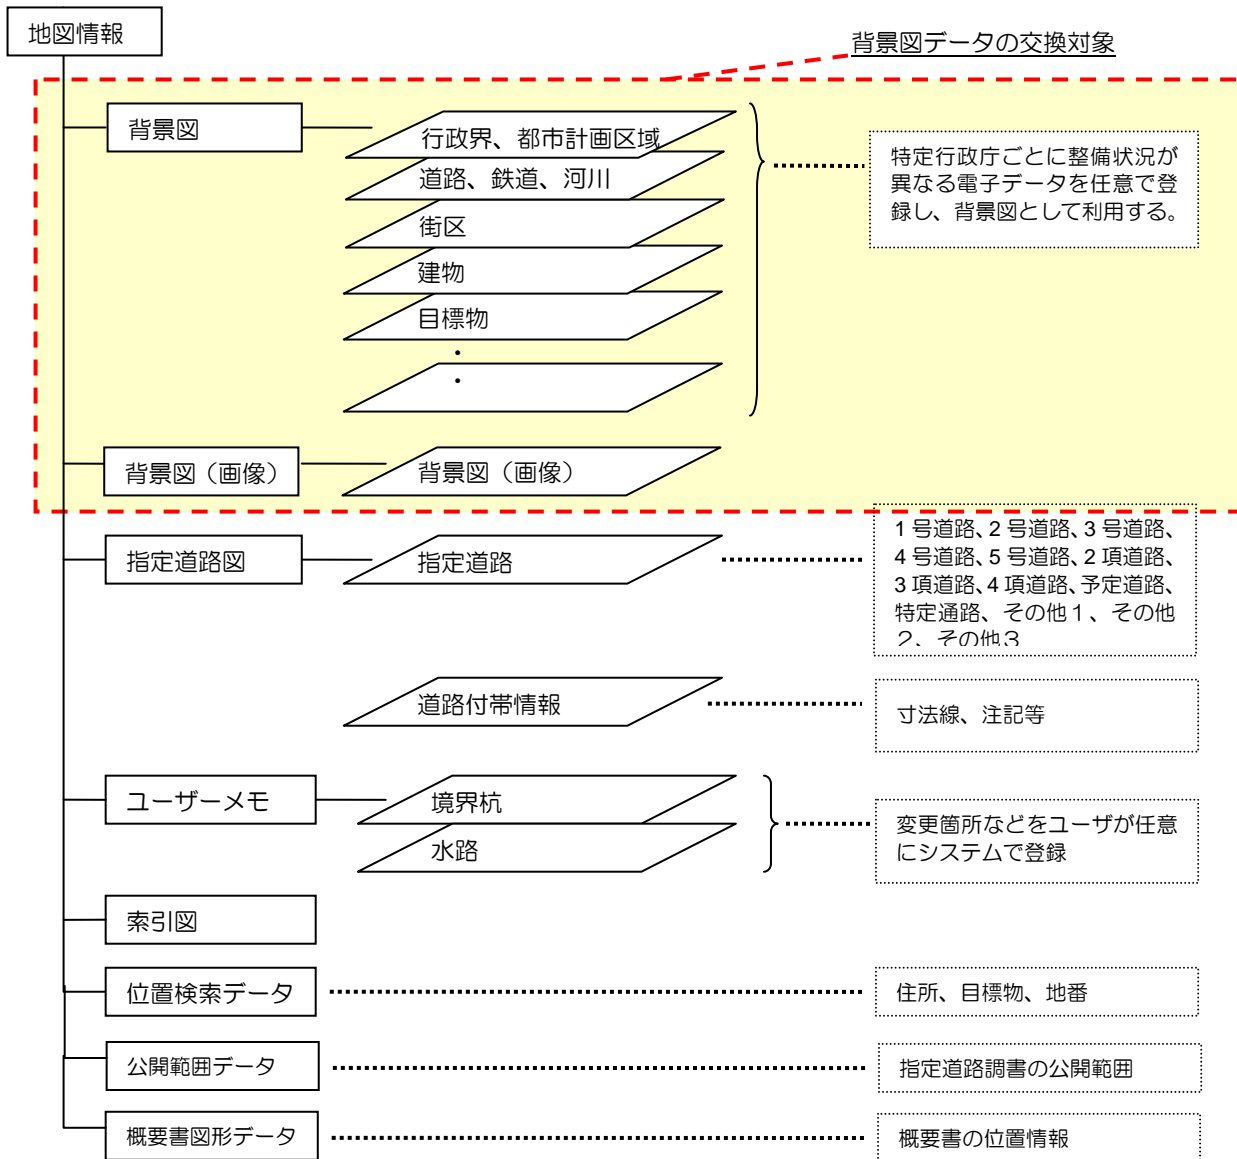 地図情報
背景図データの交換対象
背景図
行政界、都市計画区域
道路、鉄道、河川
街区
建物
目標物
・
・
特定行政庁ごとに整備状況が
異なる電子データを任意で登
録し、背景図として利用する。
背景図（画像）
背景図（画像）
指定道路図
指定道路
1号道路、2号道路、3号道路、
4号道路、5号道路、2項道路、
3項道路、4項道路、予定道路、
特定通路、その他１、その他
２、その他３
道路付帯情報
寸法線、注記等
ユーザーメモ
境界杭
水路
変更箇所などをユーザが任意
にシステムで登録
索引図
位置検索データ
住所、目標物、地番
公開範囲データ
指定道路調書の公開範囲
概要書図形データ
概要書の位置情報